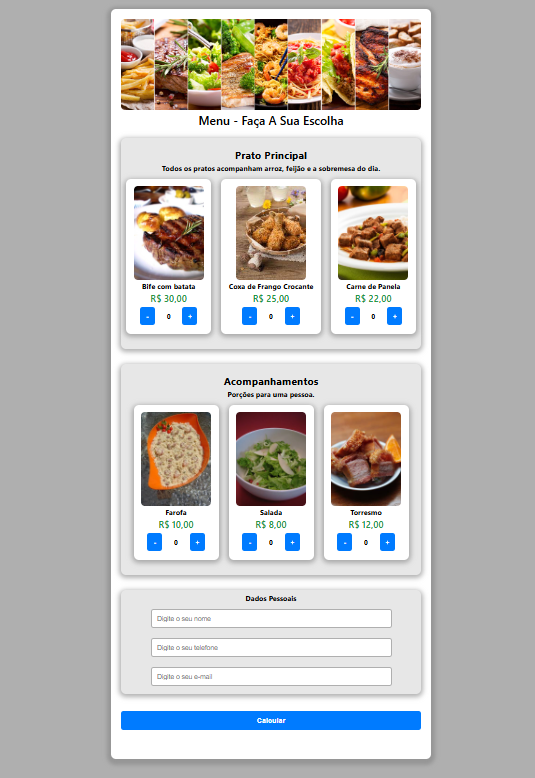 Menu - Faça A Sua Escolha
Prato Principal
Todos os pratos acompanham arroz, feijão e a sobremesa do dia.
Bife com batata
R$ 30,00
- 0 +
Coxa de Frango Crocante
R$ 25,00
- 0 +
Carne de Panela
R$ 22,00
- 0 +
Acompanhamentos
Porções para uma pessoa.
Farofa
R$ 10,00
- 0 +
Salada
R$ 8,00
- 0 +
Torresmo
R$ 12,00
- 0 +
Dados Pessoais
Digite o seu nome
Digite o seu telefone
Digite o seu e-mail
Calcular